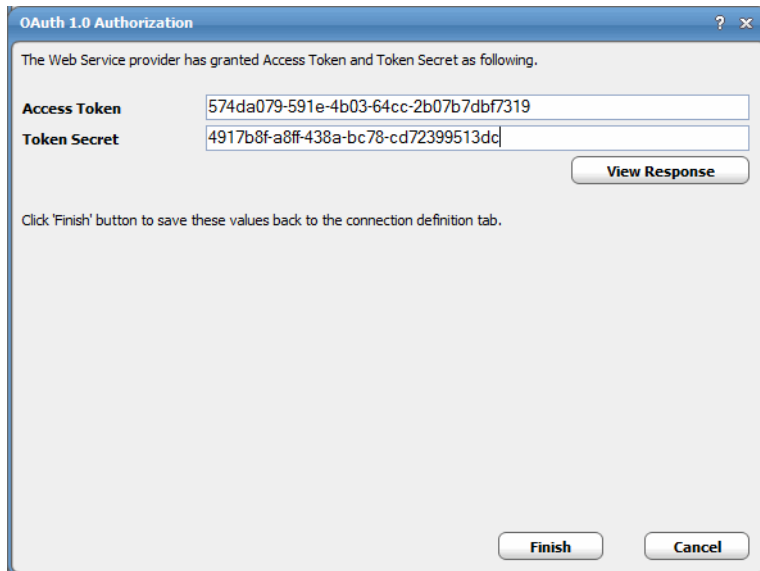 OAuth 1.0 Authorization ? x
The Web Service provider has granted Access Token and Token Secret as following.
Access Token 574da079-591e-4b03-64cc-2b07b7dbf7319
Token Secret 4917b8f-a8ff-438a-bc78-cd72399513dc
View Response
Click 'Finish' button to save these values back to the connection definition tab.
Finish Cancel